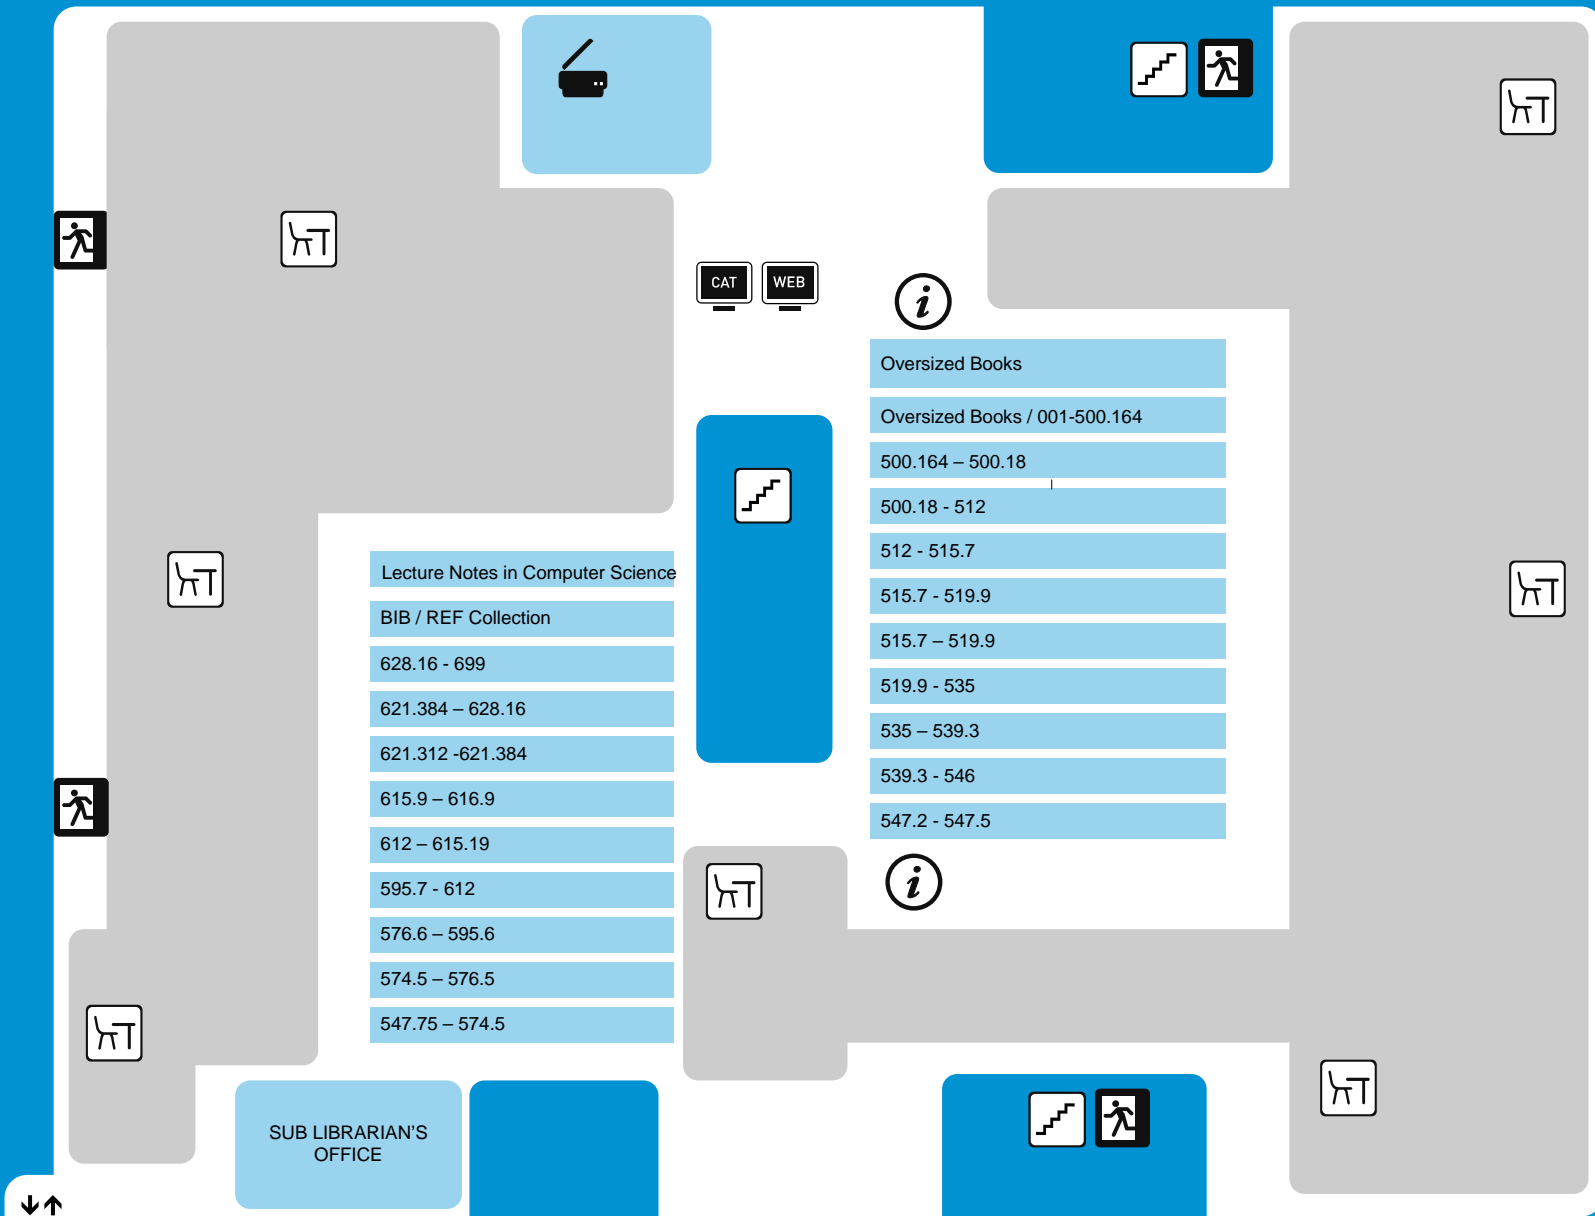 CAT
WEB
i
Oversized Books
Oversized Books / 001-500.164
500.164 – 500.18
500.18 - 512
512 - 515.7
515.7 - 519.9
515.7 – 519.9
519.9 - 535
535 – 539.3
539.3 - 546
547.2 - 547.5
i
Lecture Notes in Computer Science
BIB / REF Collection
628.16 - 699
621.384 – 628.16
621.312 -621.384
615.9 – 616.9
612 – 615.19
595.7 - 612
576.6 – 595.6
574.5 – 576.5
547.75 – 574.5
SUB LIBRARIAN'S
OFFICE